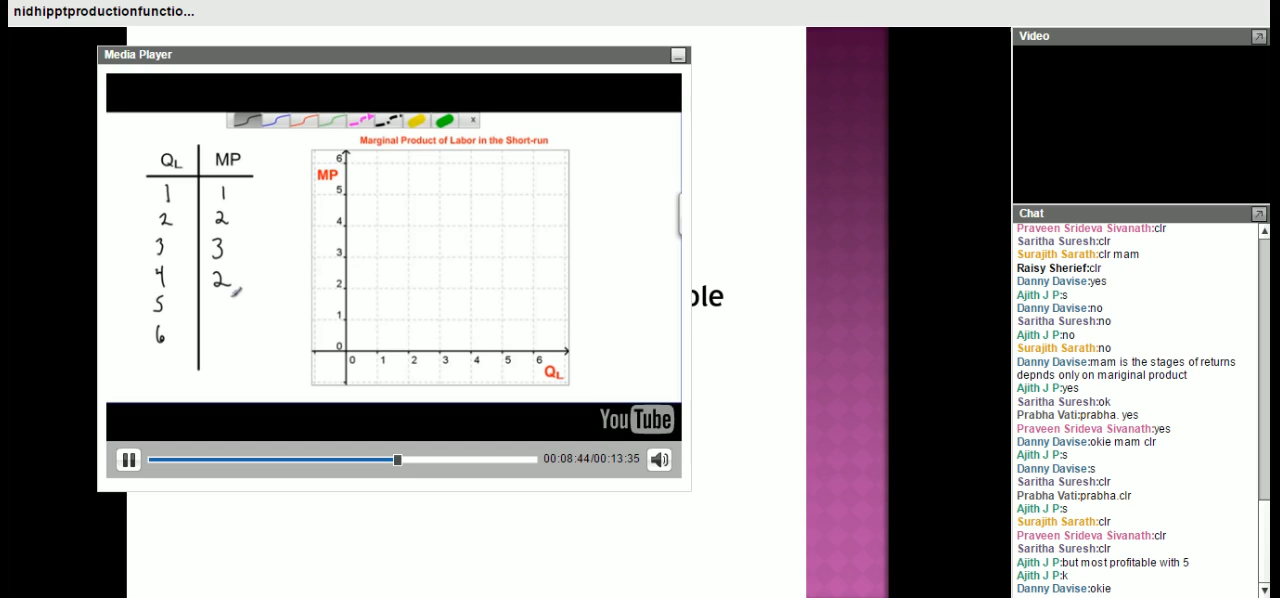 nidhipptproductionfunctio...
Media Player
x
Marginal Product of Labor in the Short-run
QL MP
1 1
2 2
3 3
4 2
5
6
6
MP
5
4
3
2
1
0
0 1 2 3 4 5 6
QL
ple
YouTube
00:08:44/00:13:35
Video
Chat
Praveen Srideva Sivanath:clr
Saritha Suresh:clr
Surajith Sarath:clr mam
Raisy Sherief:clr
Danny Davise:yes
Ajith J P:s
Danny Davise:no
Saritha Suresh:no
Ajith J P:no
Surajith Sarath:no
Danny Davise:mam is the stages of returns
depnds only on mariginal product
Ajith J P:yes
Saritha Suresh:ok
Prabha Vati:prabha. yes
Praveen Srideva Sivanath:yes
Danny Davise:okie mam clr
Ajith J P:s
Danny Davise:s
Saritha Suresh:clr
Prabha Vati:prabha.clr
Ajith J P:s
Surajith Sarath:clr
Praveen Srideva Sivanath:clr
Saritha Suresh:clr
Ajith J P:but most profitable with 5
Ajith J P:k
Danny Davise:okie